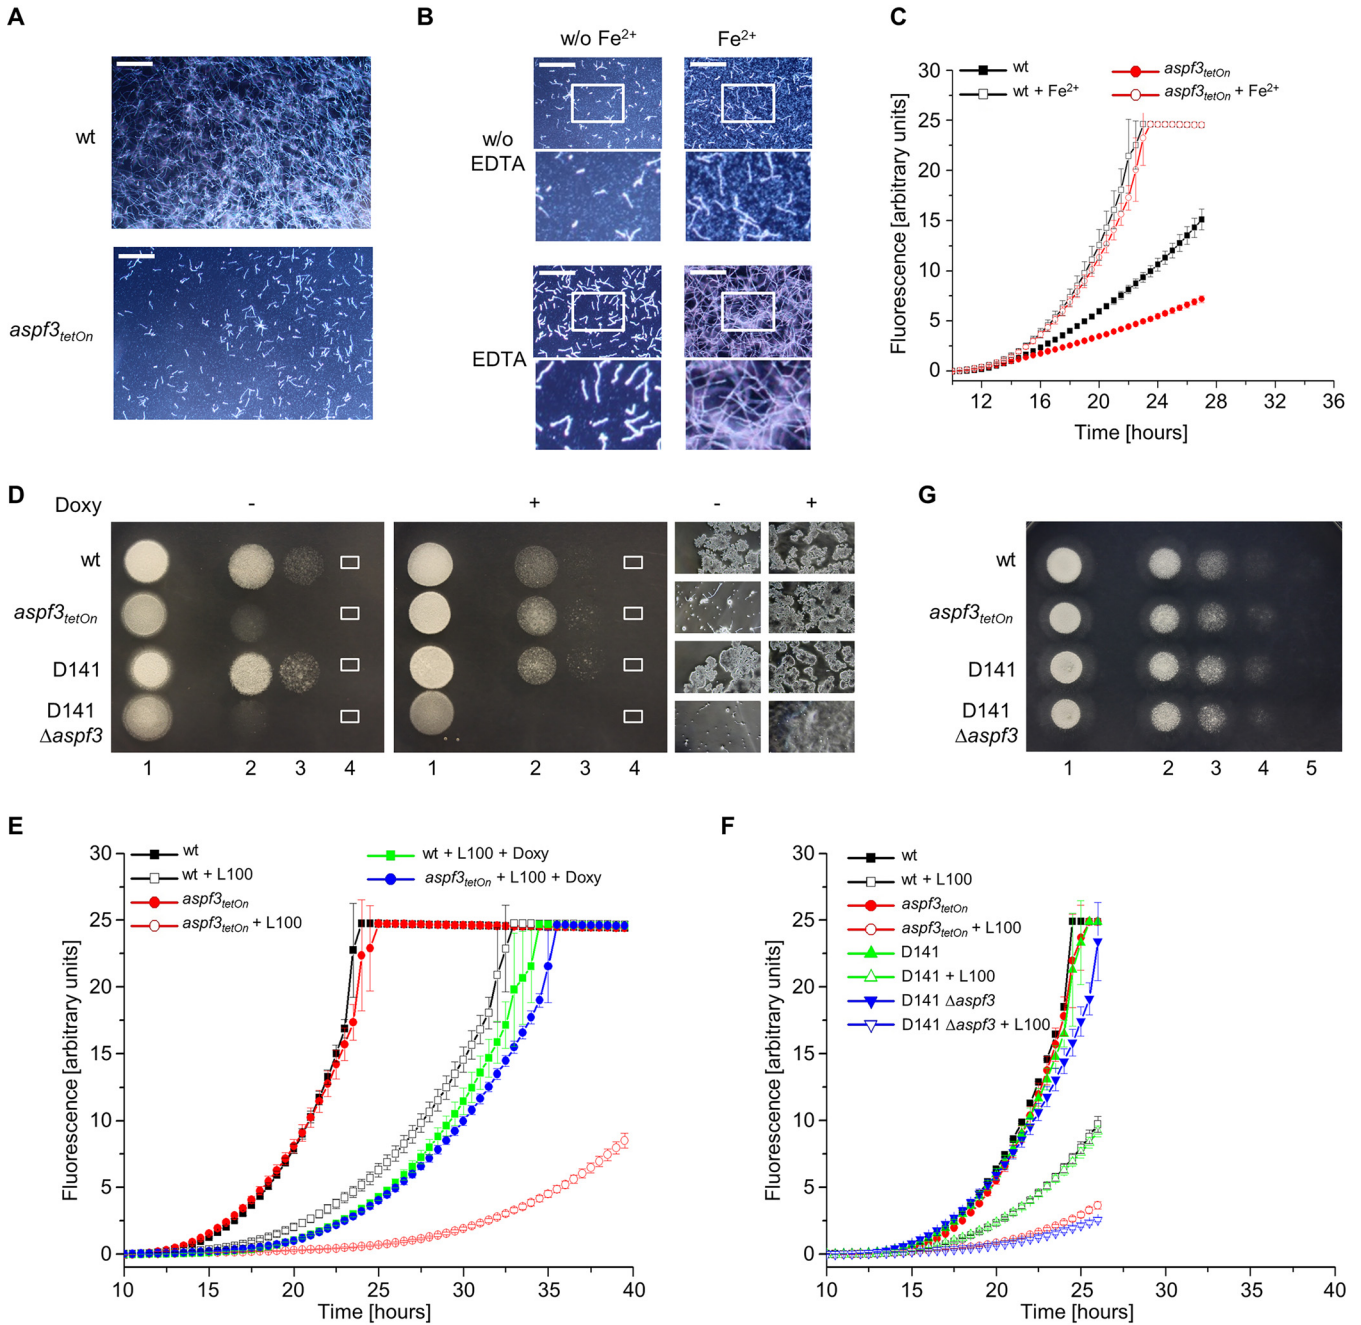 A
wt
aspf3tetOn
B
w/o Fe2+ Fe2+
w/o
EDTA
EDTA
C
wt
wt + Fe2+
aspf3tetOn
aspf3tetOn + Fe2+
Fluorescence [arbitrary units]
30
25
20
15
10
5
0
12 16 20 24 28 32 36
Time [hours]
D
Doxy - + - +
wt
aspf3tetOn
D141
D141
Δaspf3
1 2 3 4 1 2 3 4
G
wt
aspf3tetOn
D141
D141
Δaspf3
1 2 3 4 5
E
wt
wt + L100
aspf3tetOn
aspf3tetOn + L100
wt + L100 + Doxy
aspf3tetOn + L100 + Doxy
Fluorescence [arbitrary units]
30
25
20
15
10
5
0
10 15 20 25 30 35 40
Time [hours]
F
wt
wt + L100
aspf3tetOn
aspf3tetOn + L100
D141
D141 + L100
D141 Δaspf3
D141 Δaspf3 + L100
Fluorescence [arbitrary units]
30
25
20
15
10
5
0
10 15 20 25 30 35 40
Time [hours]